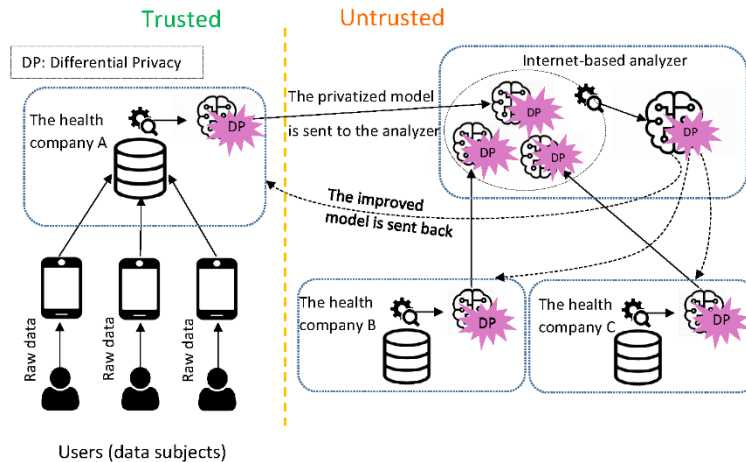 Trusted
Untrusted
DP: Differential Privacy
Internet-based analyzer
The health
company A
DP
The privatized model
is sent to the analyzer
DP
DP
DP
DP
The improved
model is sent back
Raw data
Raw data
Raw data
The health
company B
DP
The health
company C
DP
Users (data subjects)